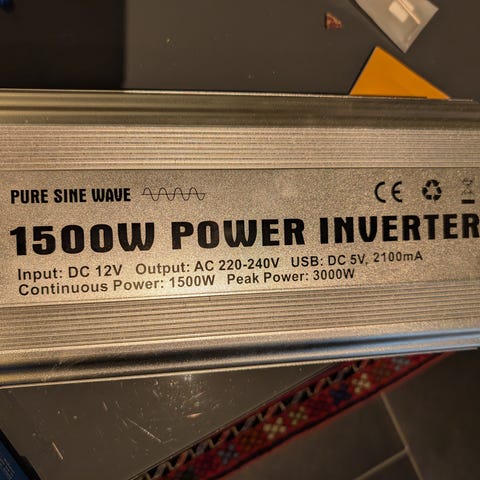 PURE SINE WAVE
CE
1500W POWER INVERTER
Input: DC 12V Output: AC 220-240V USB: DC 5V, 2100mA
Continuous Power: 1500W Peak Power: 3000W